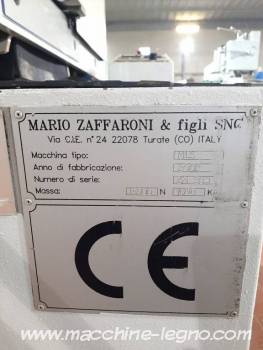 MARIO ZAFFARONI & figli SNC
Via C.I.E. n° 24 22078 Turate (CO) ITALY
Macchina tipo:
Anno di fabbricazione:
Numero di serie:
Massa: N K
CE
www.macchine-legno.com